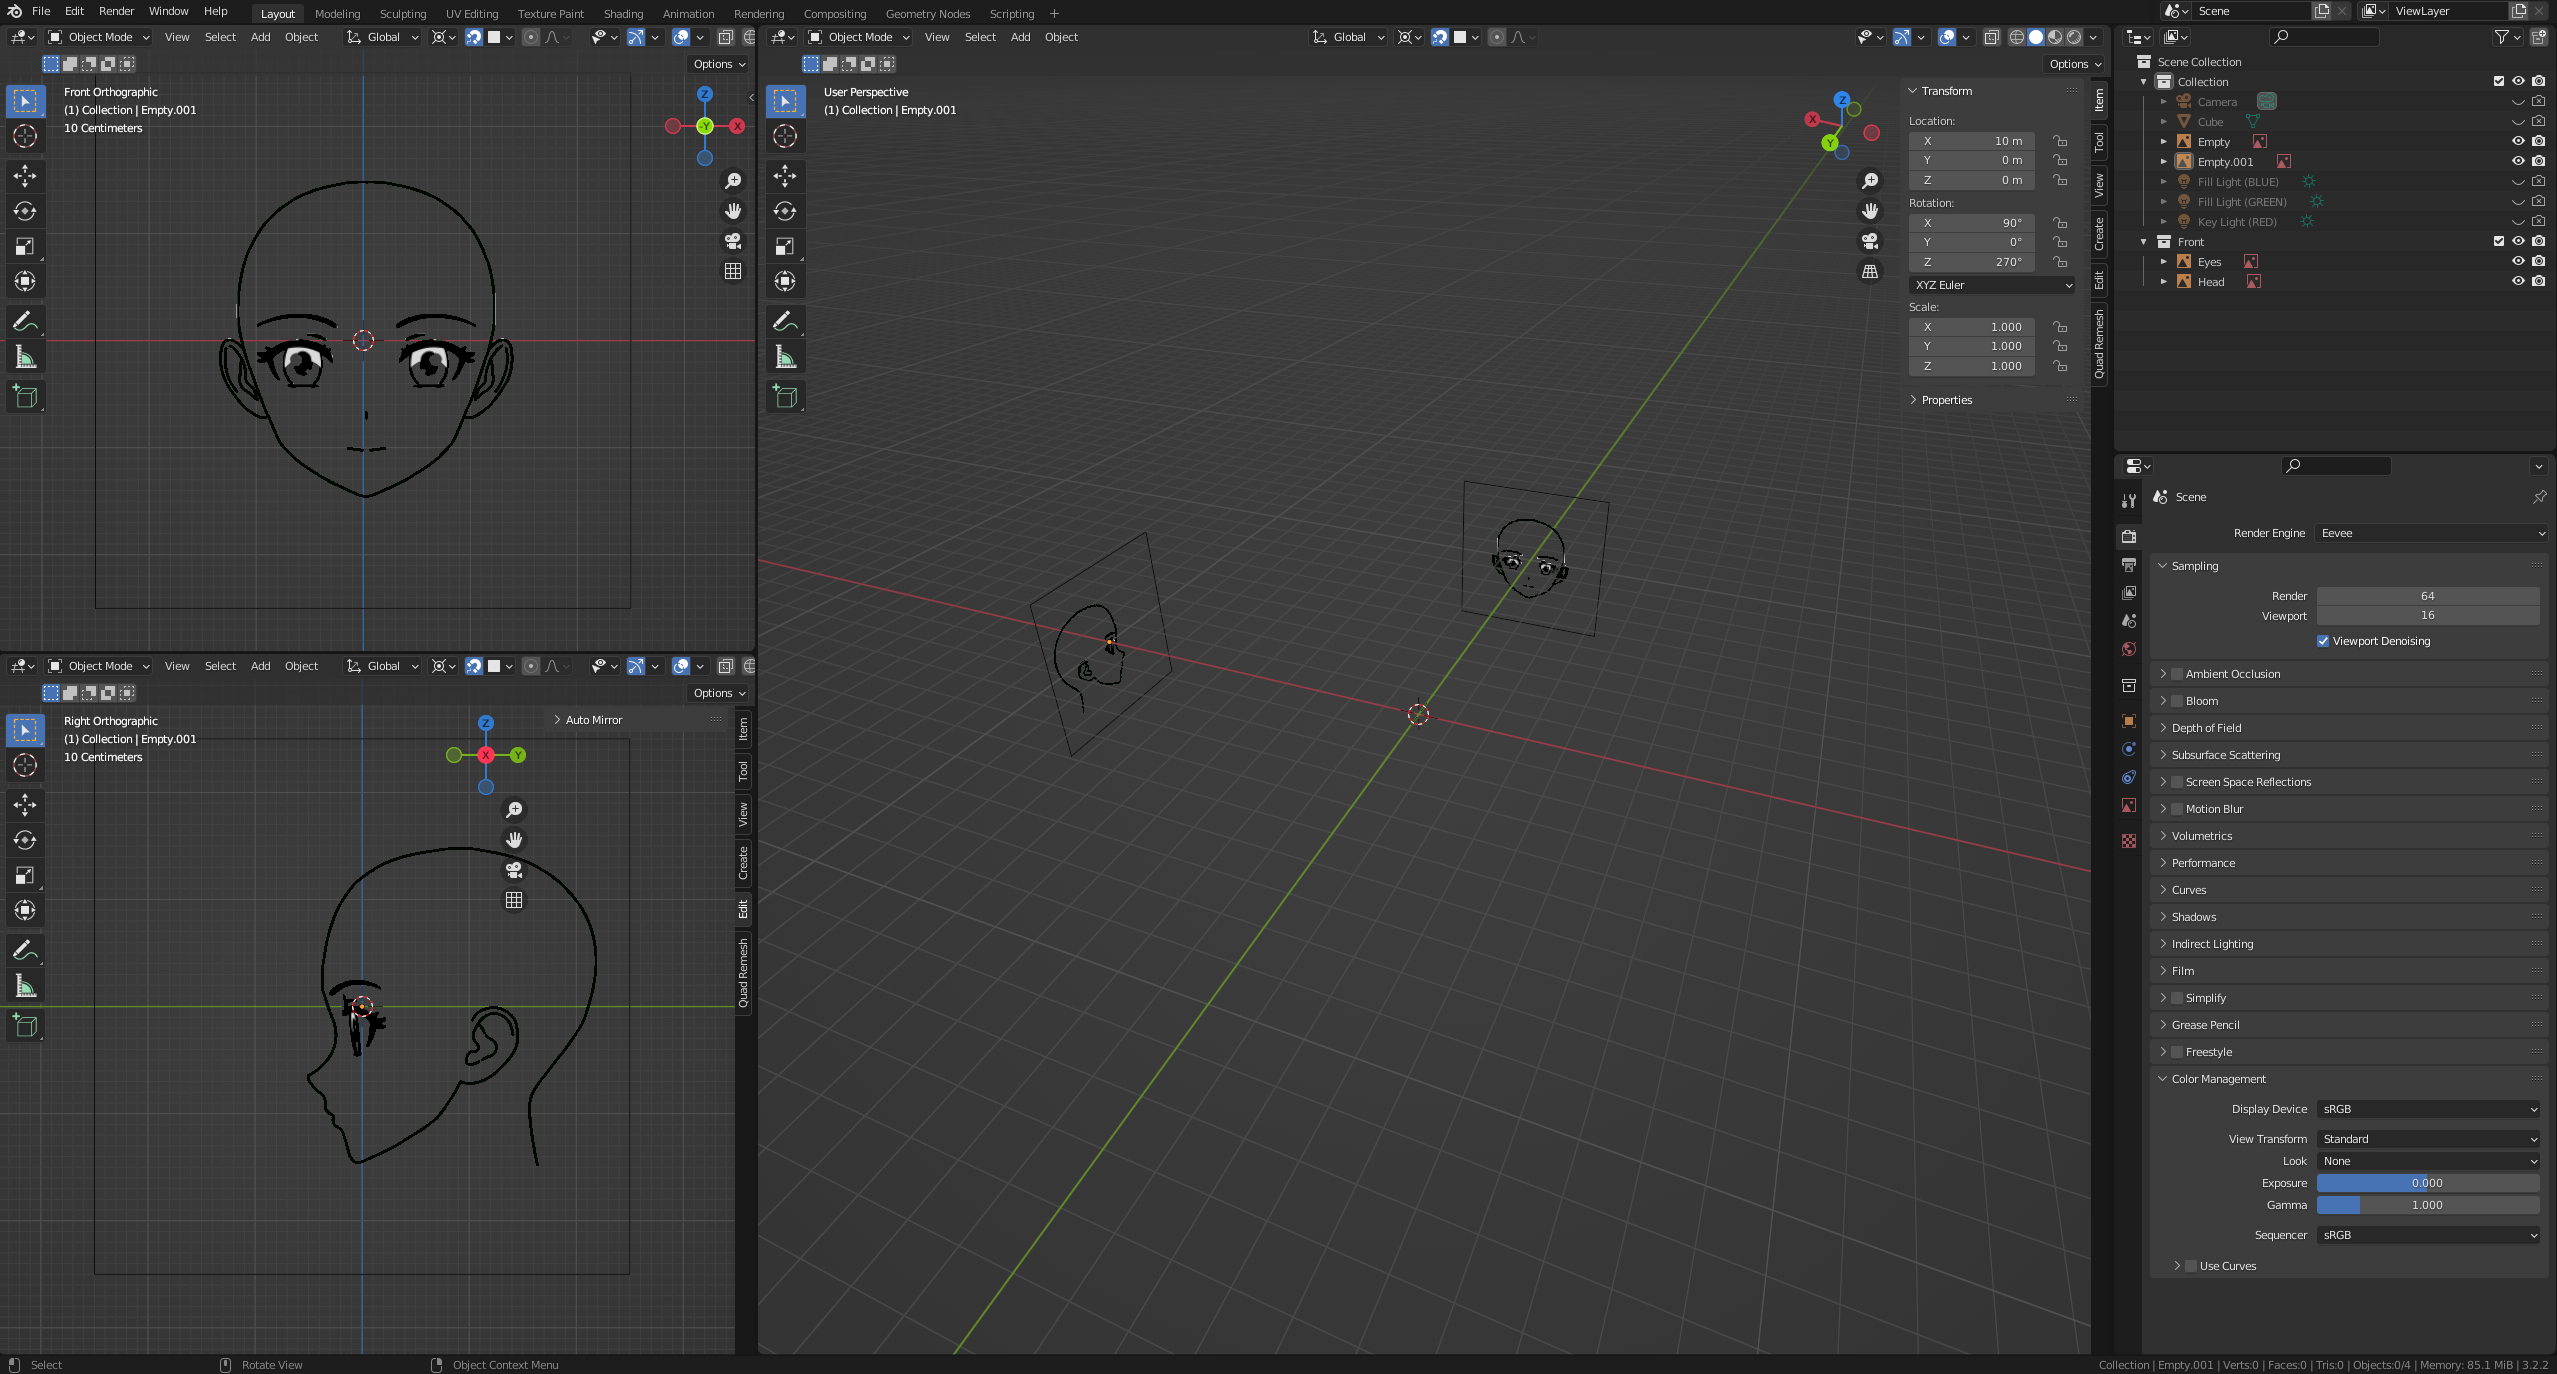 File Edit Render Window Help Layout Modeling Sculpting UV Editing Texture Paint Shading Animation Rendering Compositing Geometry Nodes Scripting + Scene ViewLayer
Object Mode View Select Add Object Global
Options
Front Orthographic
(1) Collection | Empty.001
10 Centimeters
Z
-Y
X
Object Mode View Select Add Object Global
Options
Right Orthographic
(1) Collection | Empty.001
10 Centimeters
Auto Mirror
Z
X
Y
Item
Tool
View
Create
Edit
Quad Remesh
Object Mode View Select Add Object Global
Options
User Perspective
(1) Collection | Empty.001
Z
X
Y
Transform
Location:
X 10 m
Y 0 m
Z 0 m
Rotation:
X 90°
Y 0°
Z 270°
XYZ Euler
Scale:
X 1.000
Y 1.000
Z 1.000
Properties
Item
Tool
View
Create
Edit
Quad Remesh
Scene Collection
Collection
Camera
Cube
Empty
Empty.001
Fill Light (BLUE)
Fill Light (GREEN)
Key Light (RED)
Front
Eyes
Head
Scene
Render Engine Eevee
Sampling
Render 64
Viewport 16
Viewport Denoising
Ambient Occlusion
Bloom
Depth of Field
Subsurface Scattering
Screen Space Reflections
Motion Blur
Volumetrics
Performance
Curves
Shadows
Indirect Lighting
Film
Simplify
Grease Pencil
Freestyle
Color Management
Display Device sRGB
View Transform Standard
Look None
Exposure 0.000
Gamma 1.000
Sequencer sRGB
Use Curves
Select Rotate View Object Context Menu Collection | Empty.001 | Verts:0 | Faces:0 | Tris:0 | Objects:0/4 | Memory: 85.1 MiB | 3.2.2